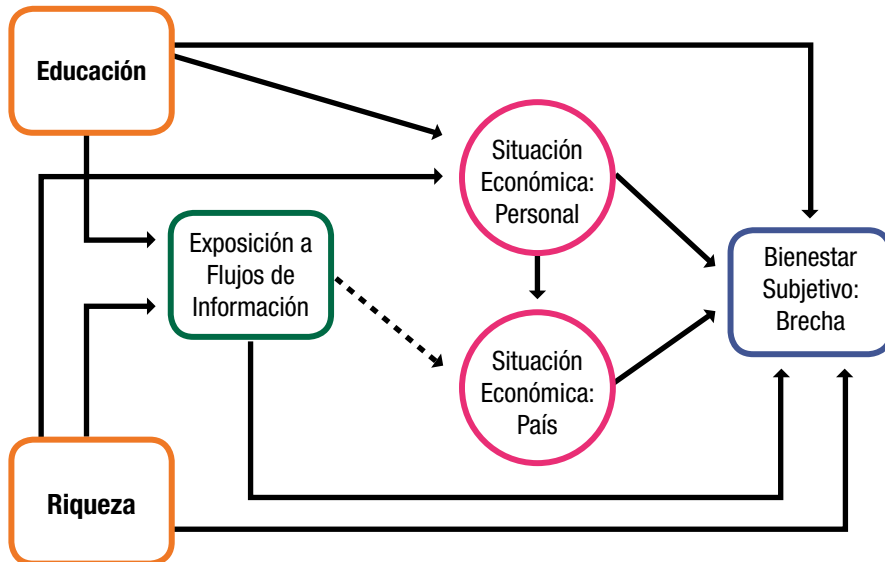 Educación
Situación
Económica:
Personal
Exposición a
Flujos de
Información
Bienestar
Subjetivo:
Brecha
Situación
Económica:
País
Riqueza